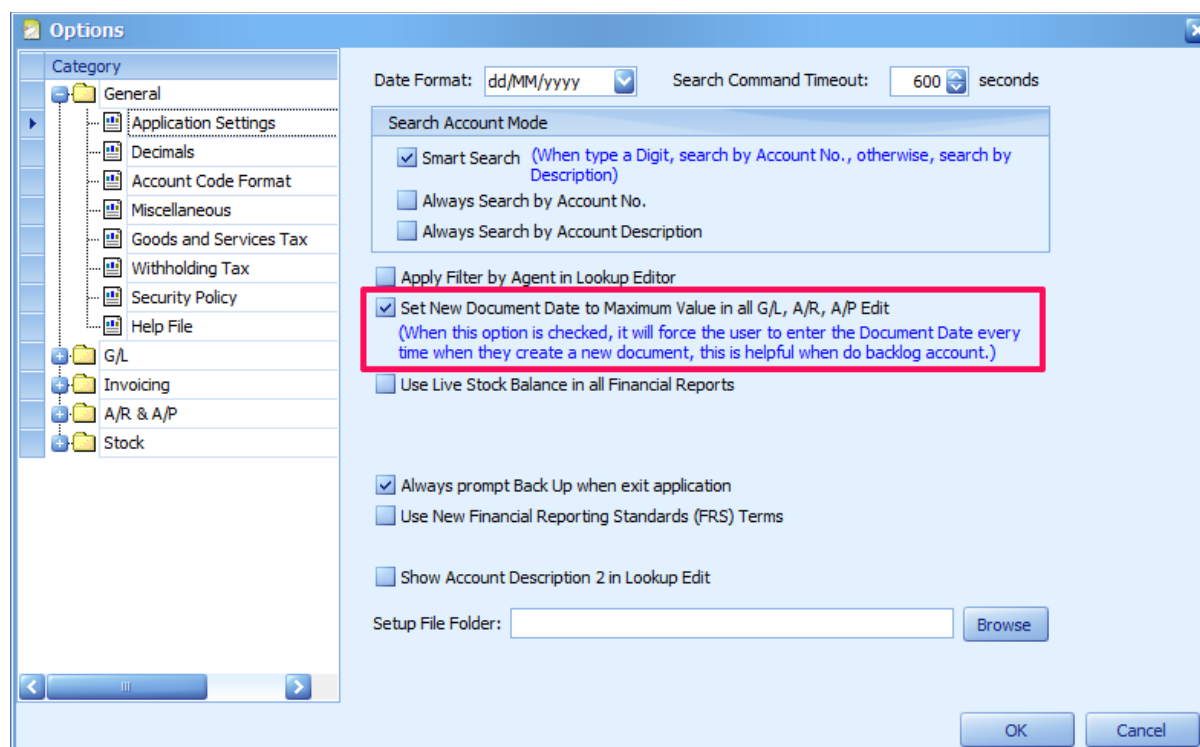 Options
Category
General
Application Settings
Decimals
Account Code Format
Miscellaneous
Goods and Services Tax
Withholding Tax
Security Policy
Help File
G/L
Invoicing
A/R & A/P
Stock
Date Format: dd/MM/yyyy Search Command Timeout: 600 seconds
Search Account Mode
Smart Search (When type a Digit, search by Account No., otherwise, search by
Description)
Always Search by Account No.
Always Search by Account Description
Apply Filter by Agent in Lookup Editor
Set New Document Date to Maximum Value in all G/L, A/R, A/P Edit
(When this option is checked, it will force the user to enter the Document Date every
time when they create a new document, this is helpful when do backlog account.)
Use Live Stock Balance in all Financial Reports
Always prompt Back Up when exit application
Use New Financial Reporting Standards (FRS) Terms
Show Account Description 2 in Lookup Edit
Setup File Folder: Browse
OK Cancel